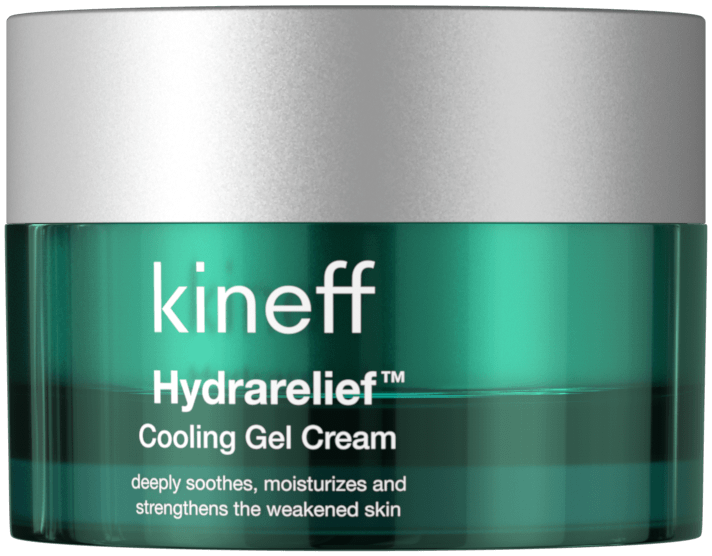 kineff
Hydrarelief™
Cooling Gel Cream
deeply soothes, moisturizes and
strengthens the weakened skin